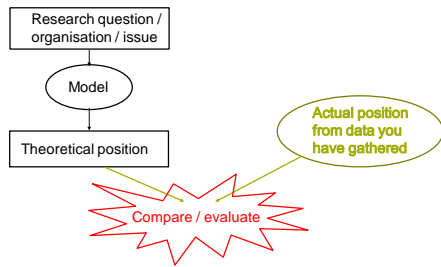 Research question /
organisation / issue
Model
Theoretical position
Actual position
from data you
have gathered
Compare / evaluate